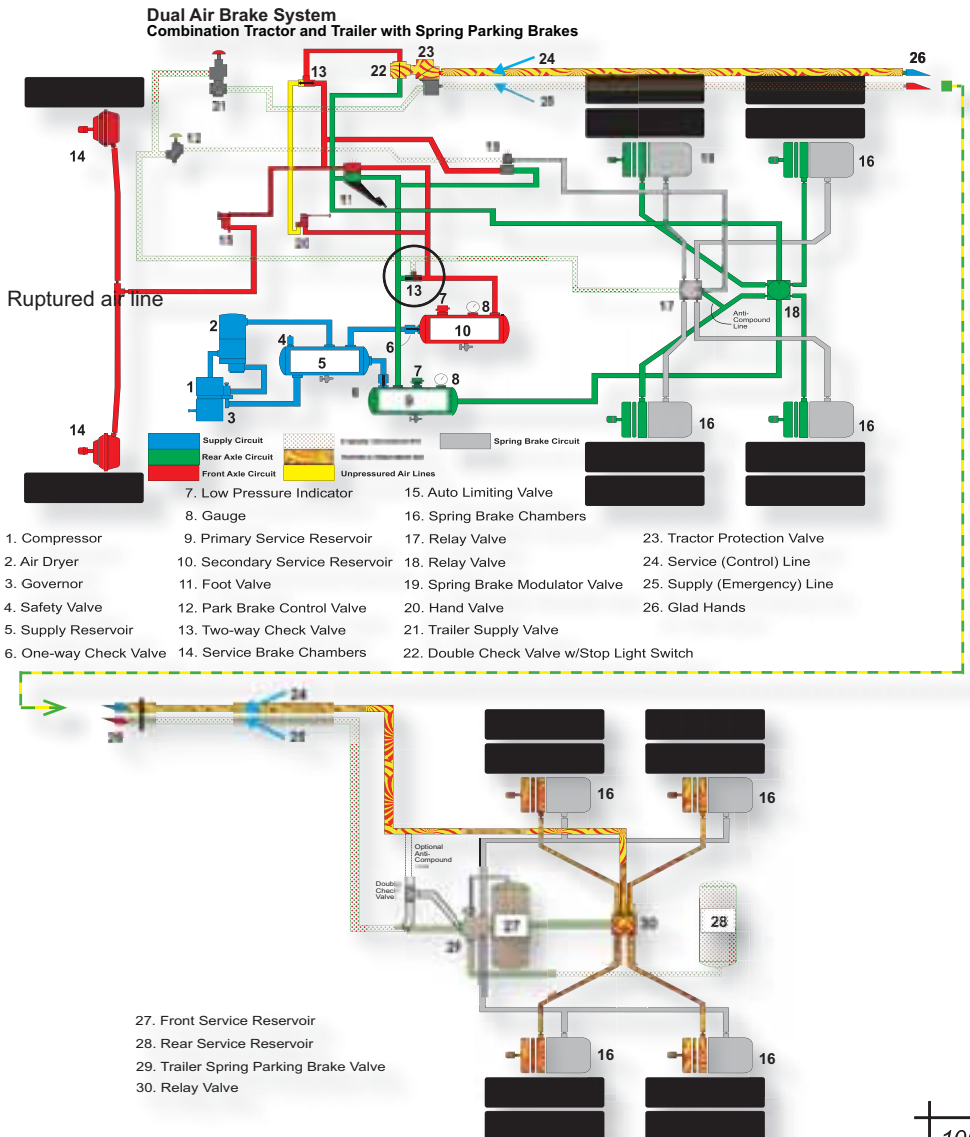 Dual Air Brake System
Combination Tractor and Trailer with Spring Parking Brakes
23
24
26
22
13
25
21
14
16
16
11
20
13
17
18
Anti-
Compound
Line
Ruptured air line
2
7
8
4
10
5
6
1
3
7
8
14
16
16
Supply Circuit
Rear Axle Circuit
Front Axle Circuit
Unpressured Air Lines
Spring Brake Circuit
1. Compressor
2. Air Dryer
3. Governor
4. Safety Valve
5. Supply Reservoir
6. One-way Check Valve
7. Low Pressure Indicator
8. Gauge
9. Primary Service Reservoir
10. Secondary Service Reservoir
11. Foot Valve
12. Park Brake Control Valve
13. Two-way Check Valve
14. Service Brake Chambers
15. Auto Limiting Valve
16. Spring Brake Chambers
17. Relay Valve
18. Relay Valve
19. Spring Brake Modulator Valve
20. Hand Valve
21. Trailer Supply Valve
22. Double Check Valve w/Stop Light Switch
23. Tractor Protection Valve
24. Service (Control) Line
25. Supply (Emergency) Line
26. Glad Hands
24
25
26
16
16
Optional
Anti-
Compound
Double
Check
Valve
27
28
29
30
16
16
27. Front Service Reservoir
28. Rear Service Reservoir
29. Trailer Spring Parking Brake Valve
30. Relay Valve